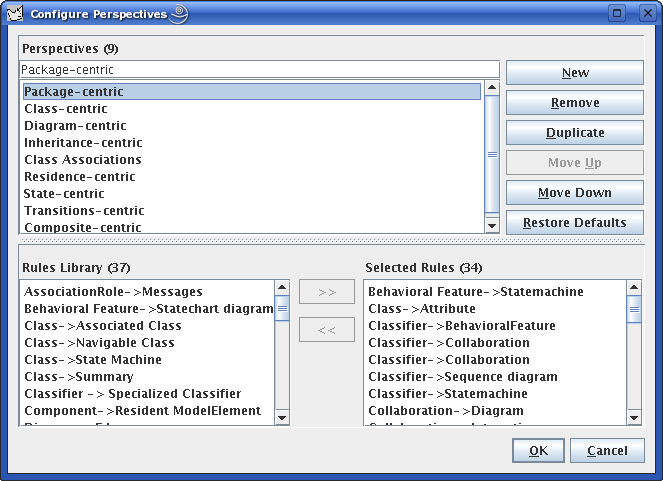 Configure Perspectives
Perspectives (9)
Package-centric
Package-centric
Class-centric
Diagram-centric
Inheritance-centric
Class Associations
Residence-centric
State-centric
Transitions-centric
Composite-centric
New
Remove
Duplicate
Move Up
Move Down
Restore Defaults
Rules Library (37)
AssociationRole->Messages
Behavioral Feature->Statechart diagram
Class->Associated Class
Class->Navigable Class
Class->State Machine
Class->Summary
Classifier -> Specialized Classifier
Component->Resident ModelElement
>>
<<
Selected Rules (34)
Behavioral Feature->Statemachine
Class->Attribute
Classifier->BehavioralFeature
Classifier->Collaboration
Classifier->Collaboration
Classifier->Sequence diagram
Classifier->Statemachine
Collaboration->Diagram
OK
Cancel